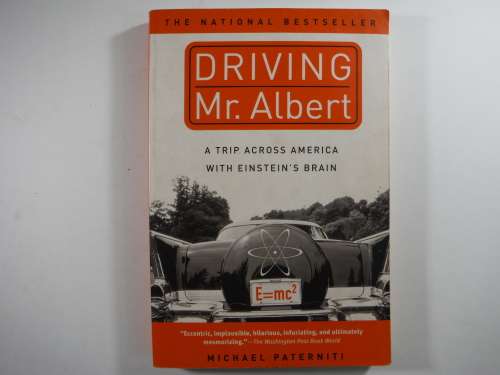 THE NATIONAL BESTSELLER
DRIVING
Mr. Albert
A TRIP ACROSS AMERICA
WITH EINSTEIN'S BRAIN
E=mc²
"Eccentric, implausible, hilarious, infuriating, and ultimately
mesmerizing." – The Washington Post Book World
MICHAEL PATERNITI